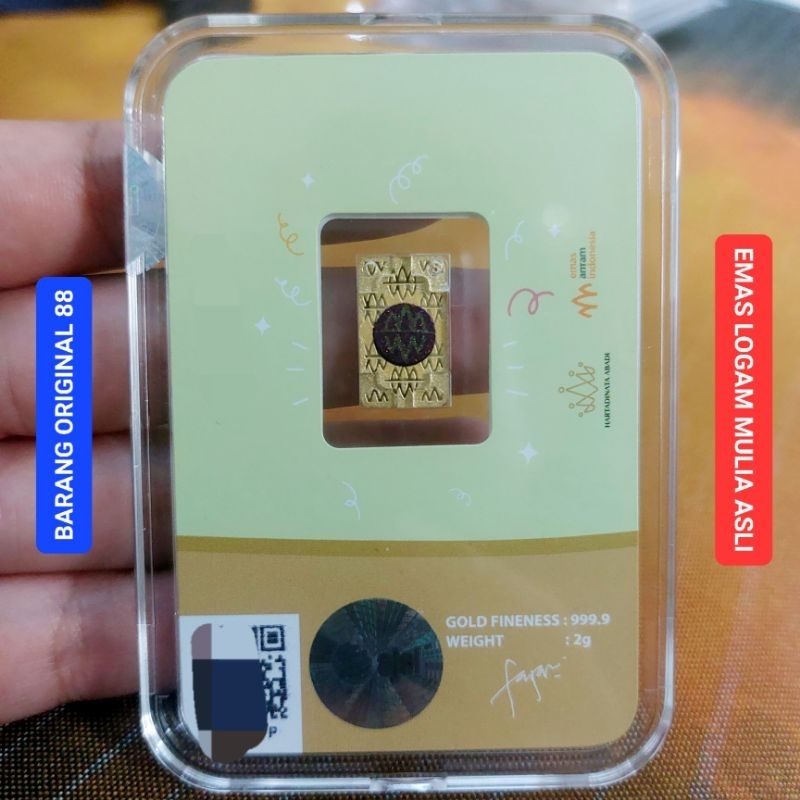 BARANG ORIGINAL 88
EMAS LOGAM MULIA ASLI
emas
antam
indonesia
HARTADINATA ABADI
GOLD FINENESS : 999.9
WEIGHT : 2g
P